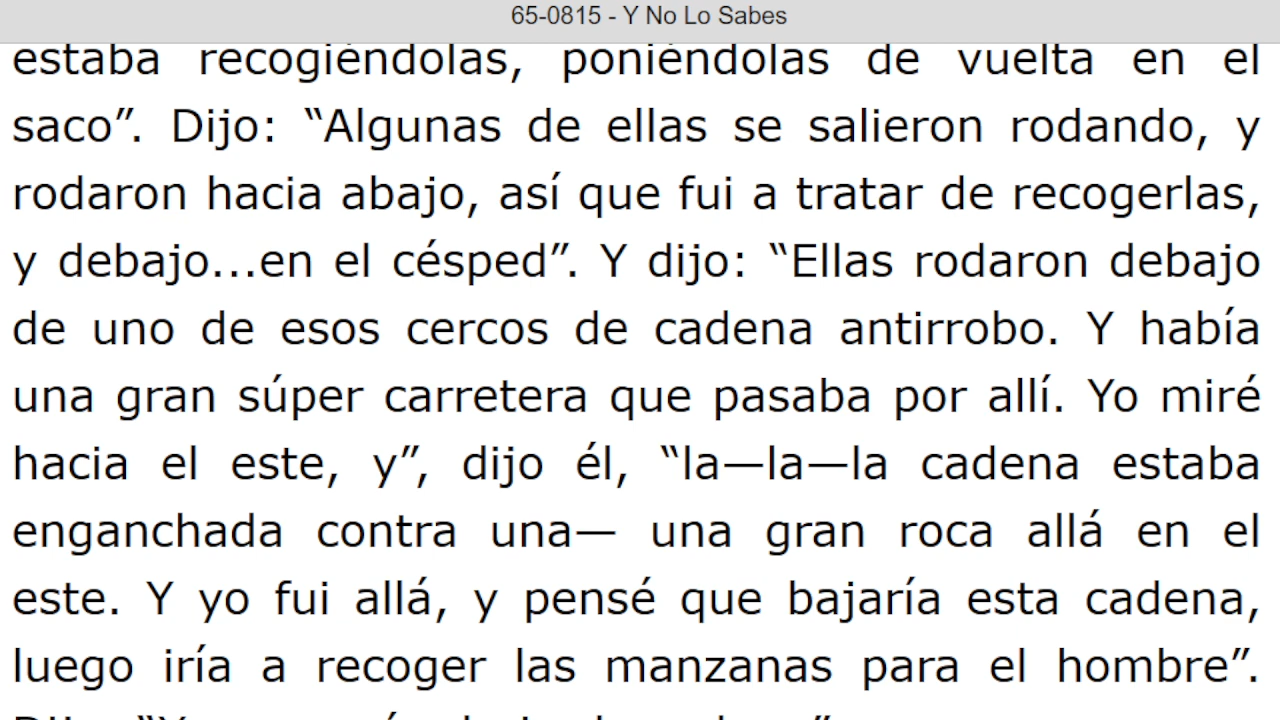 65-0815 - Y No Lo Sabes
estaba recogiéndolas, poniéndolas de vuelta en el
saco”. Dijo: “Algunas de ellas se salieron rodando, y
rodaron hacia abajo, así que fui a tratar de recogerlas,
y debajo...en el césped”. Y dijo: “Ellas rodaron debajo
de uno de esos cercos de cadena antirrobo. Y había
una gran súper carretera que pasaba por allí. Yo miré
hacia el este, y”, dijo él, “la—la—la cadena estaba
enganchada contra una— una gran roca allá en el
este. Y yo fui allá, y pensé que bajaría esta cadena,
luego iría a recoger las manzanas para el hombre”.